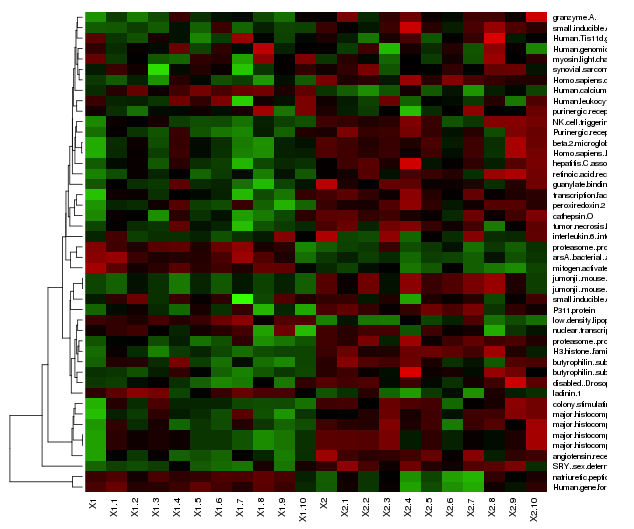 granzyme.A.
small.inducible.c
Human.Tis11d.g
Human.genomic
myosin.light.cha
synovial.sarcom
Homo.sapiens.c
Human.calcium
Human.leukocy
purinergic.recep
NK.cell.triggerin
Purinergic.recep
beta.2.microglob
Homo.sapiens.l
hepatitis.C.asso
retinoic.acid.rec
guanylate.bindin
transcription.fac
peroxiredoxin.2
cathepsin.O
tumor.necrosis.f
interleukin.6..inte
proteasome..pro
arsA..bacterial..a
mitogen.activate
jumonji..mouse.
jumonji..mouse.
small.inducible.c
P311.protein
low.density.lipop
nuclear.transcrip
proteasome..pro
H3.histone..fami
butyrophilin..sub
butyrophilin..sub
disabled..Drosop
ladinin.1
colony.stimulatin
major.histocomp
major.histocomp
major.histocomp
major.histocomp
angiotensin.rece
SRY..sex.determ
natriuretic.peptic
Human.gene.for
X1 X1.1 X1.2 X1.3 X1.4 X1.5 X1.6 X1.7 X1.8 X1.9 X1.10 X2 X2.1 X2.2 X2.3 X2.4 X2.5 X2.6 X2.7 X2.8 X2.9 X2.10